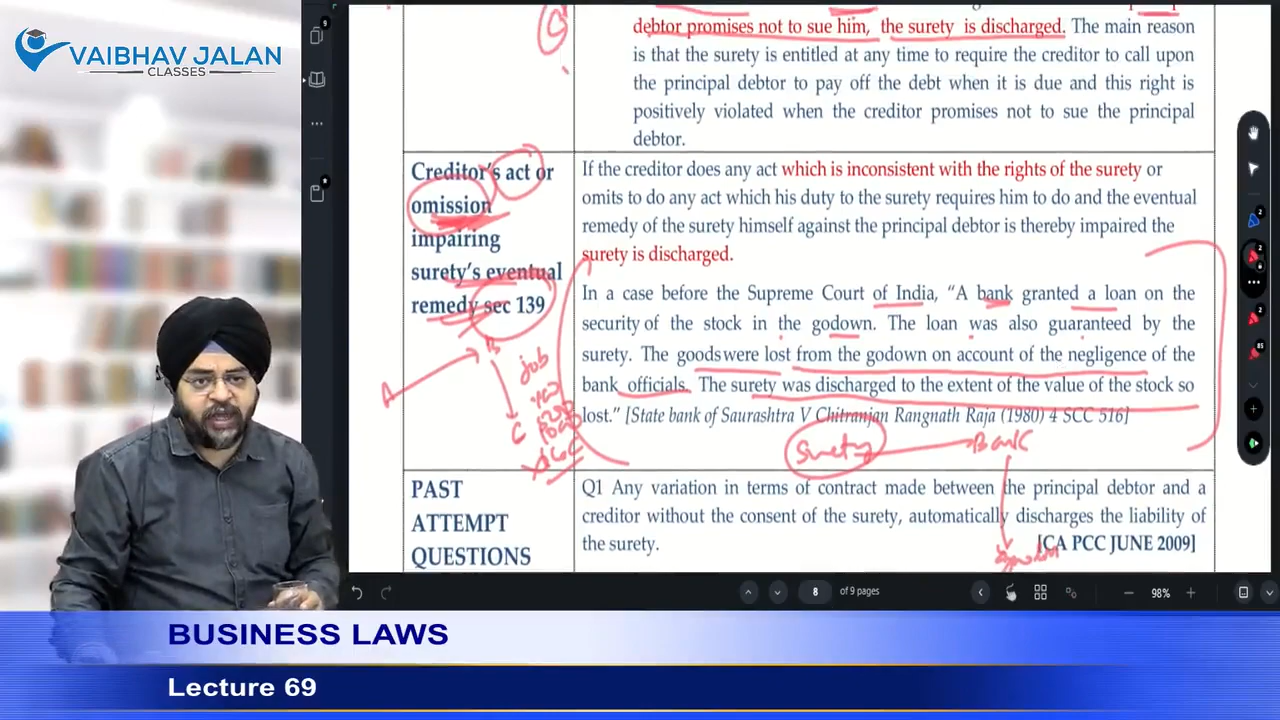 VAIBHAV JALAN
CLASSES
debtor promises not to sue him, the surety is discharged. The main reason
is that the surety is entitled at any time to require the creditor to call upon
the principal debtor to pay off the debt when it is due and this right is
positively violated when the creditor promises not to sue the principal
debtor.
Creditor's act or
omission
impairing
surety's eventual
remedy sec 139
If the creditor does any act which is inconsistent with the rights of the surety or
omits to do any act which his duty to the surety requires him to do and the eventual
remedy of the surety himself against the principal debtor is thereby impaired the
surety is discharged.
In a case before the Supreme Court of India, “A bank granted a loan on the
security of the stock in the godown. The loan was also guaranteed by the
surety. The goods were lost from the godown on account of the negligence of the
bank officials. The surety was discharged to the extent of the value of the stock so
lost.” [State bank of Saurashtra V Chitranjan Rangnath Raja (1980) 4 SCC 516]
A
B
C
job
Surety
Bank
PAST
ATTEMPT
QUESTIONS
Q1 Any variation in terms of contract made between the principal debtor and a
creditor without the consent of the surety, automatically discharges the liability of
the surety.
[CA PCC JUNE 2009]
8
of 9 pages
98%
BUSINESS LAWS
Lecture 69